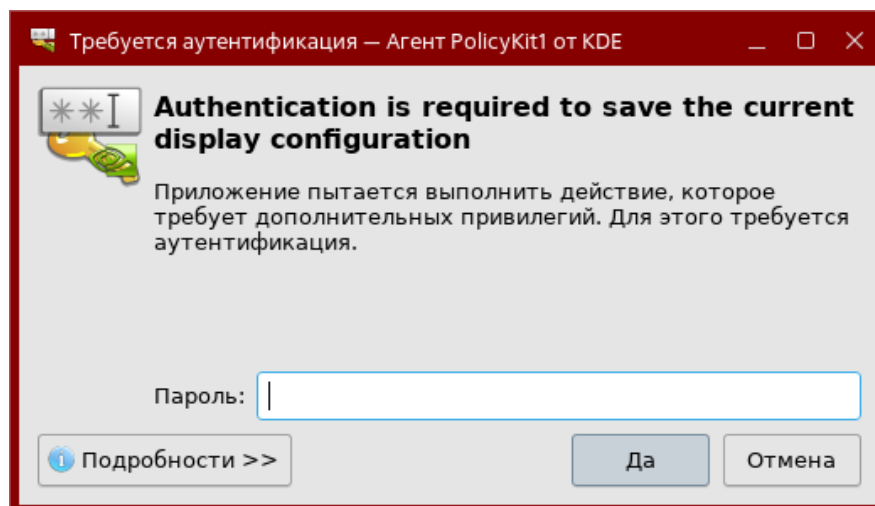 Требуется аутентификация — Агент PolicyKit1 от KDE
Authentication is required to save the current
display configuration
Приложение пытается выполнить действие, которое
требует дополнительных привилегий. Для этого требуется
аутентификация.
Пароль:
Подробности >>
Да
Отмена